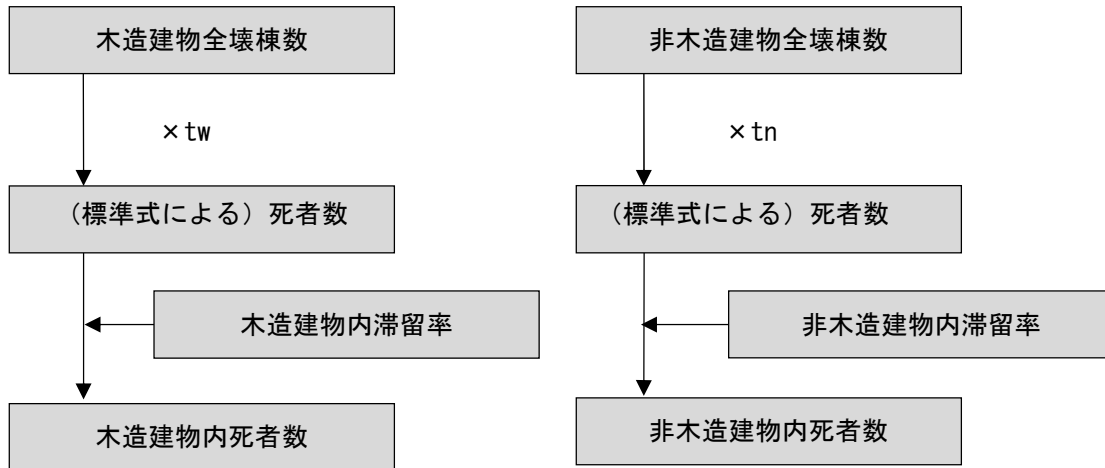 木造建物全壊棟数
×tw
（標準式による）死者数
木造建物内滞留率
木造建物内死者数
非木造建物全壊棟数
×tn
（標準式による）死者数
非木造建物内滞留率
非木造建物内死者数